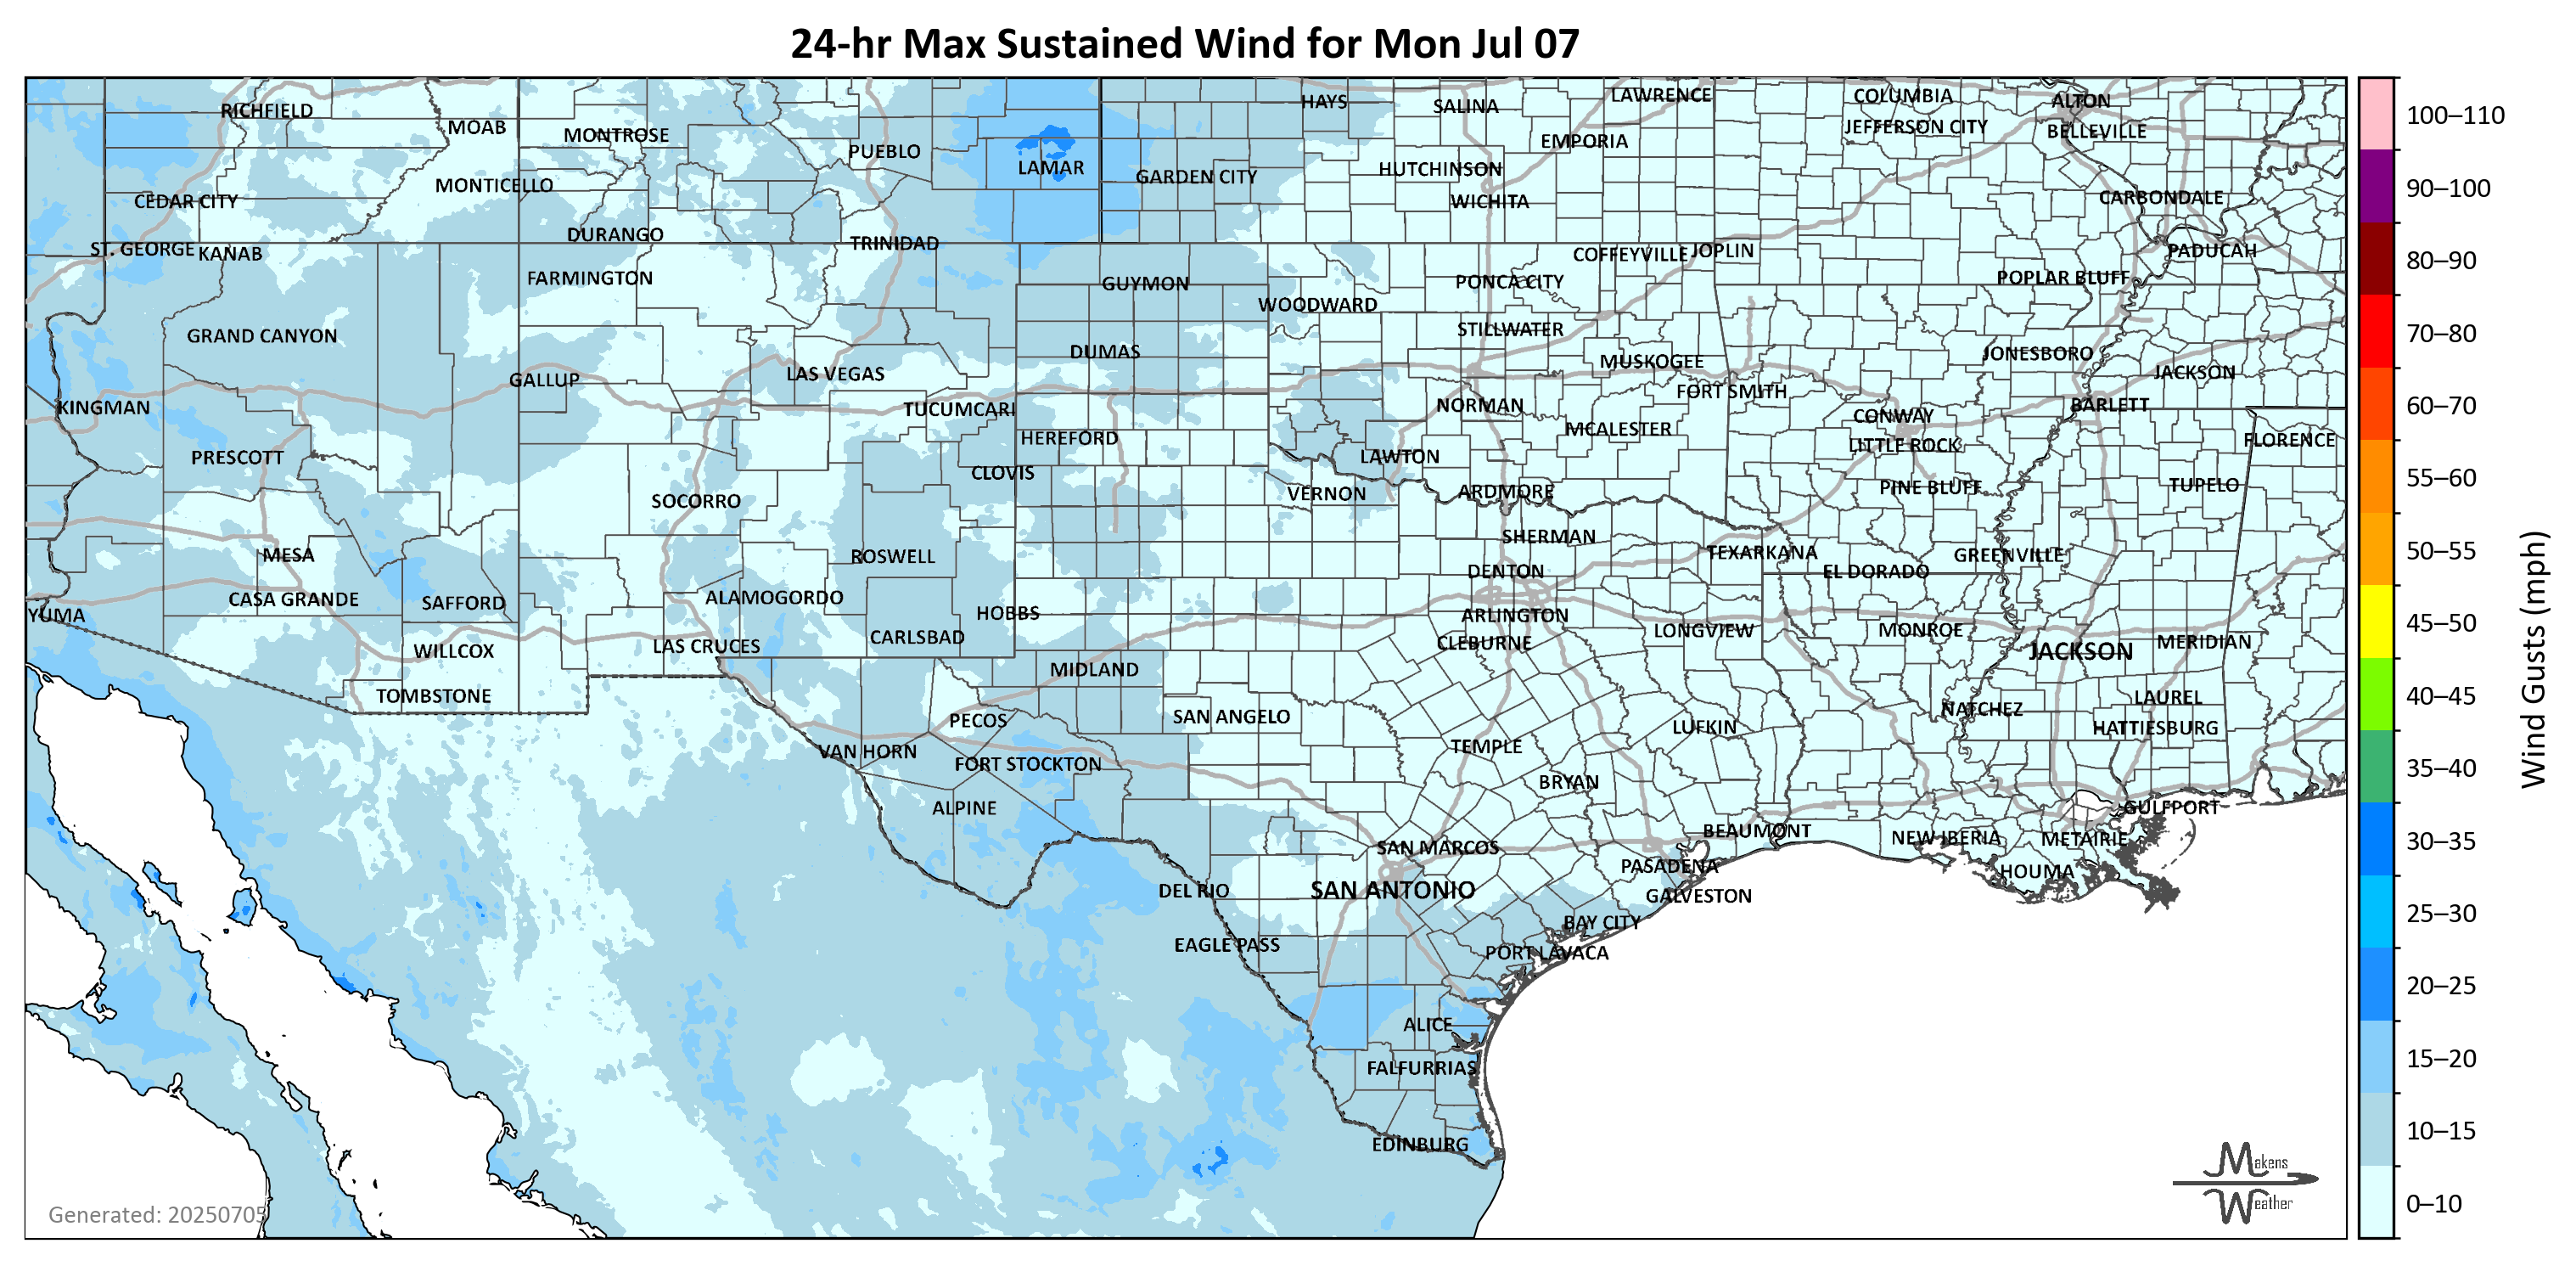 24-hr Max Sustained Wind for Mon Jul 07
RICHFIELD
MOAB
MONTROSE
PUEBLO
LAMAR
HAYS
SALINA
LAWRENCE
EMPORIA
COLUMBIA
JEFFERSON CITY
ALTON
BELLEVILLE
MONTICELLO
CEDAR CITY
GARDEN CITY
HUTCHINSON
WICHITA
CARBONDALE
ST. GEORGE
KANAB
DURANGO
TRINIDAD
COFFEYVILLE
JOPLIN
PADUCAH
FARMINGTON
GUYMON
WOODWARD
PONCA CITY
POPLAR BLUFF
GRAND CANYON
DUMAS
STILLWATER
MUSKOGEE
JONESBORO
JACKSON
GALLUP
LAS VEGAS
FORT SMITH
KINGMAN
TUCUMCARI
NORMAN
CONWAY
BARLETT
PRESCOTT
HEREFORD
MCALESTER
LITTLE ROCK
FLORENCE
CLOVIS
LAWTON
SOCORRO
VERNON
ARDMORE
PINE BLUFF
TUPELO
MESA
ROSWELL
SHERMAN
TEXARKANA
GREENVILLE
DENTON
EL DORADO
CASA GRANDE
SAFFORD
ALAMOGORDO
HOBBS
YUMA
ARLINGTON
CLEBURNE
LONGVIEW
MONROE
WILLCOX
LAS CRUCES
CARLSBAD
JACKSON
MERIDIAN
MIDLAND
TOMBSTONE
PECOS
SAN ANGELO
LAUREL
NATCHEZ
HATTIESBURG
LUFKIN
VAN HORN
FORT STOCKTON
TEMPLE
BRYAN
ALPINE
GULFPORT
BEAUMONT
NEW IBERIA
METAIRIE
SAN MARCOS
PASADENA
HOUMA
DEL RIO
SAN ANTONIO
GALVESTON
BAY CITY
EAGLE PASS
PORT LAVACA
ALICE
FALFURRIAS
EDINBURG
Generated: 20250705
Makens
Weather
100–110
90–100
80–90
70–80
60–70
55–60
50–55
45–50
40–45
35–40
30–35
25–30
20–25
15–20
10–15
0–10
Wind Gusts (mph)